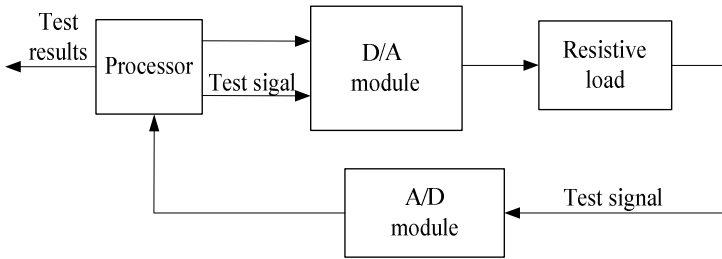 Test
results
Processor
Test sigal
D/A
module
Resistive
load
A/D
module
Test signal